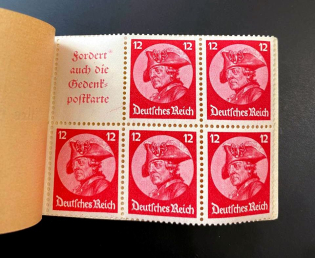 Fordert
auch die
Gedenk-
postkarte
12 12
Deutsches Reich
12 12
Deutsches Reich
12 12
Deutsches Reich
12 12
Deutsches Reich
12 12
Deutsches Reich